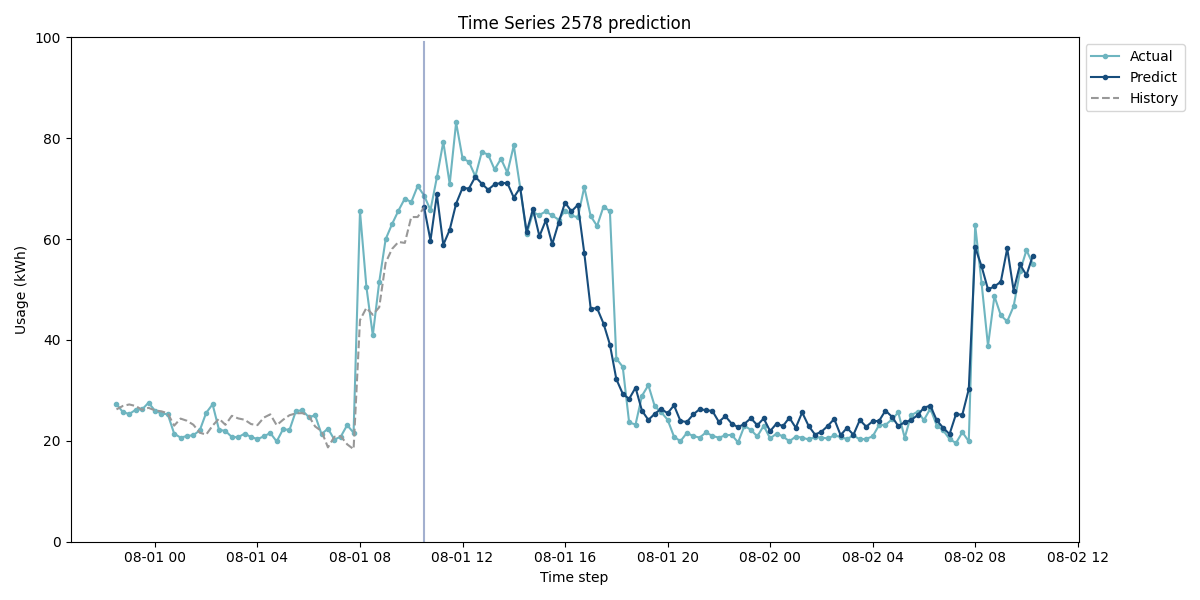 Time Series 2578 prediction
Usage (kWh)
100
80
60
40
20
0
08-01 00
08-01 04
08-01 08
08-01 12
08-01 16
08-01 20
08-02 00
08-02 04
08-02 08
08-02 12
Time step
Actual
Predict
History